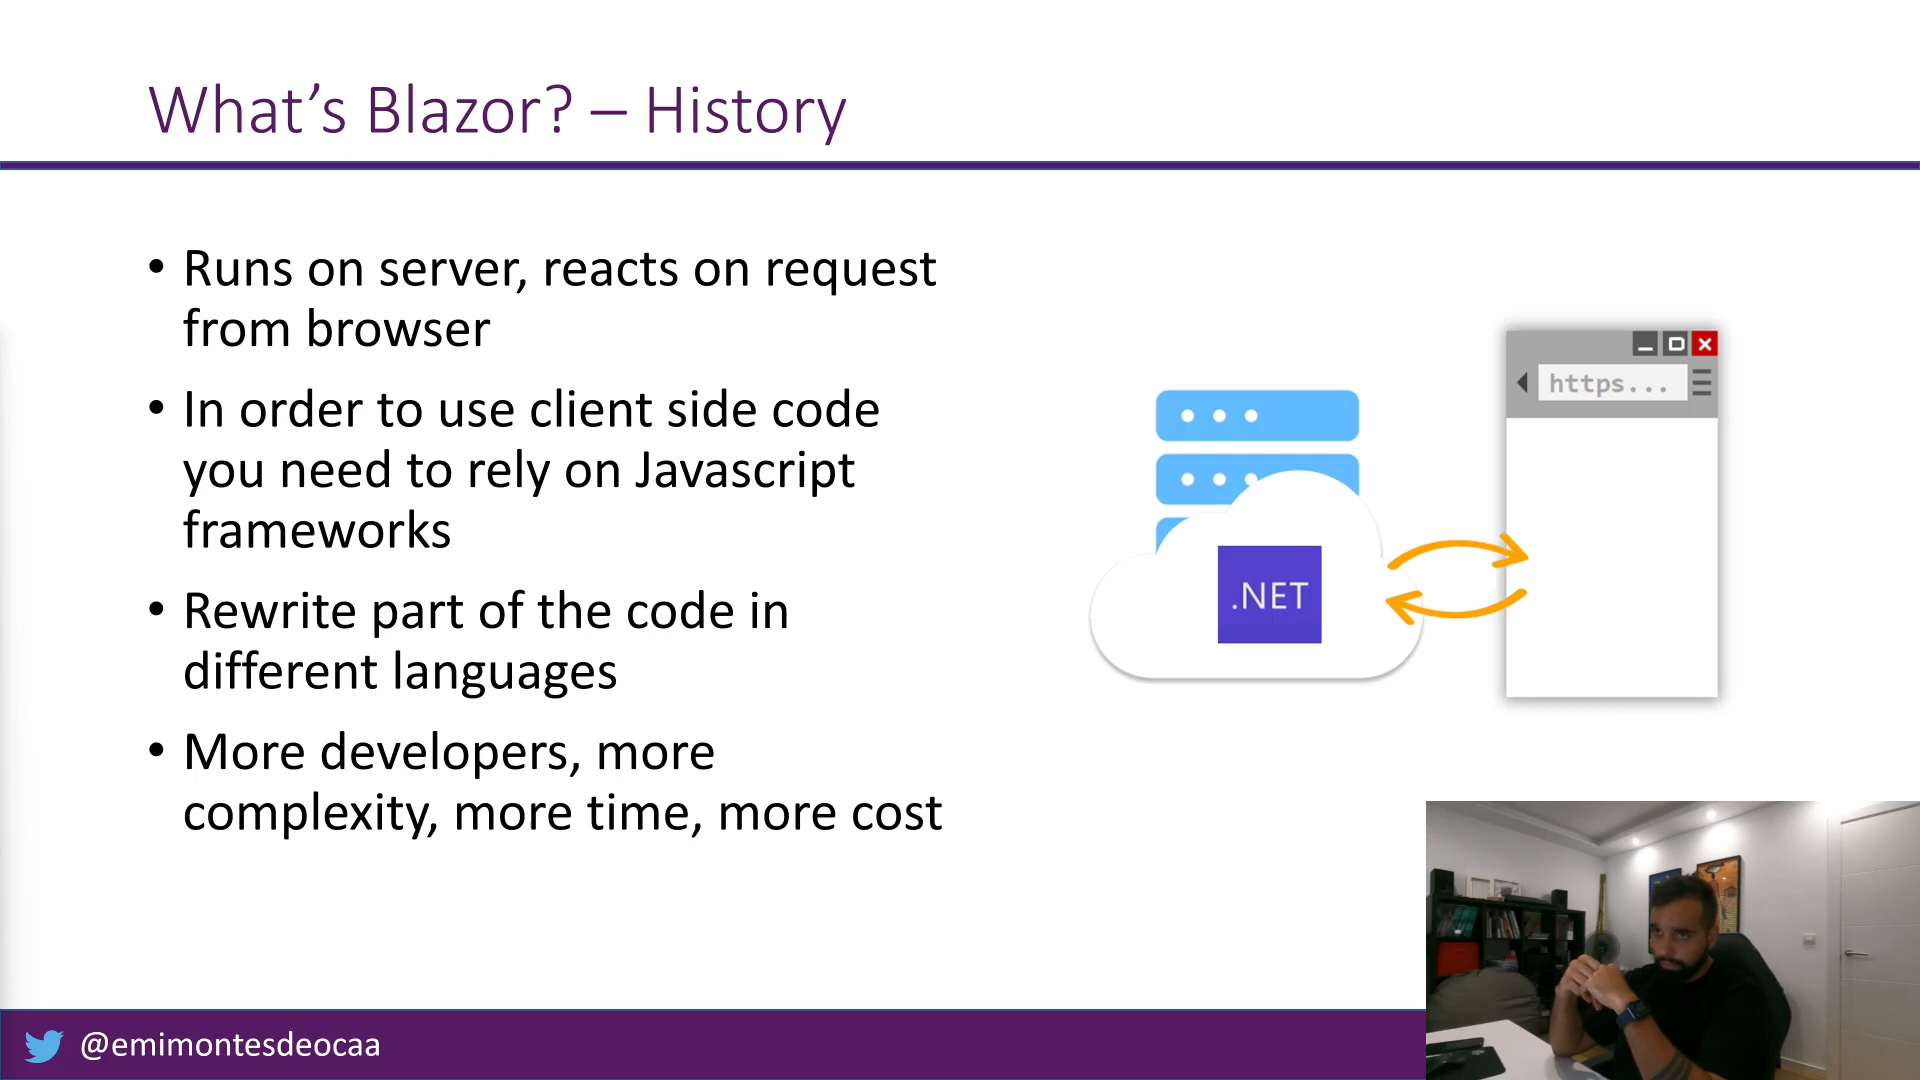 What’s Blazor? – History
• Runs on server, reacts on request
from browser
• In order to use client side code
you need to rely on Javascript
frameworks
• Rewrite part of the code in
different languages
• More developers, more
complexity, more time, more cost
https...
.NET
@emimontesdeocaa